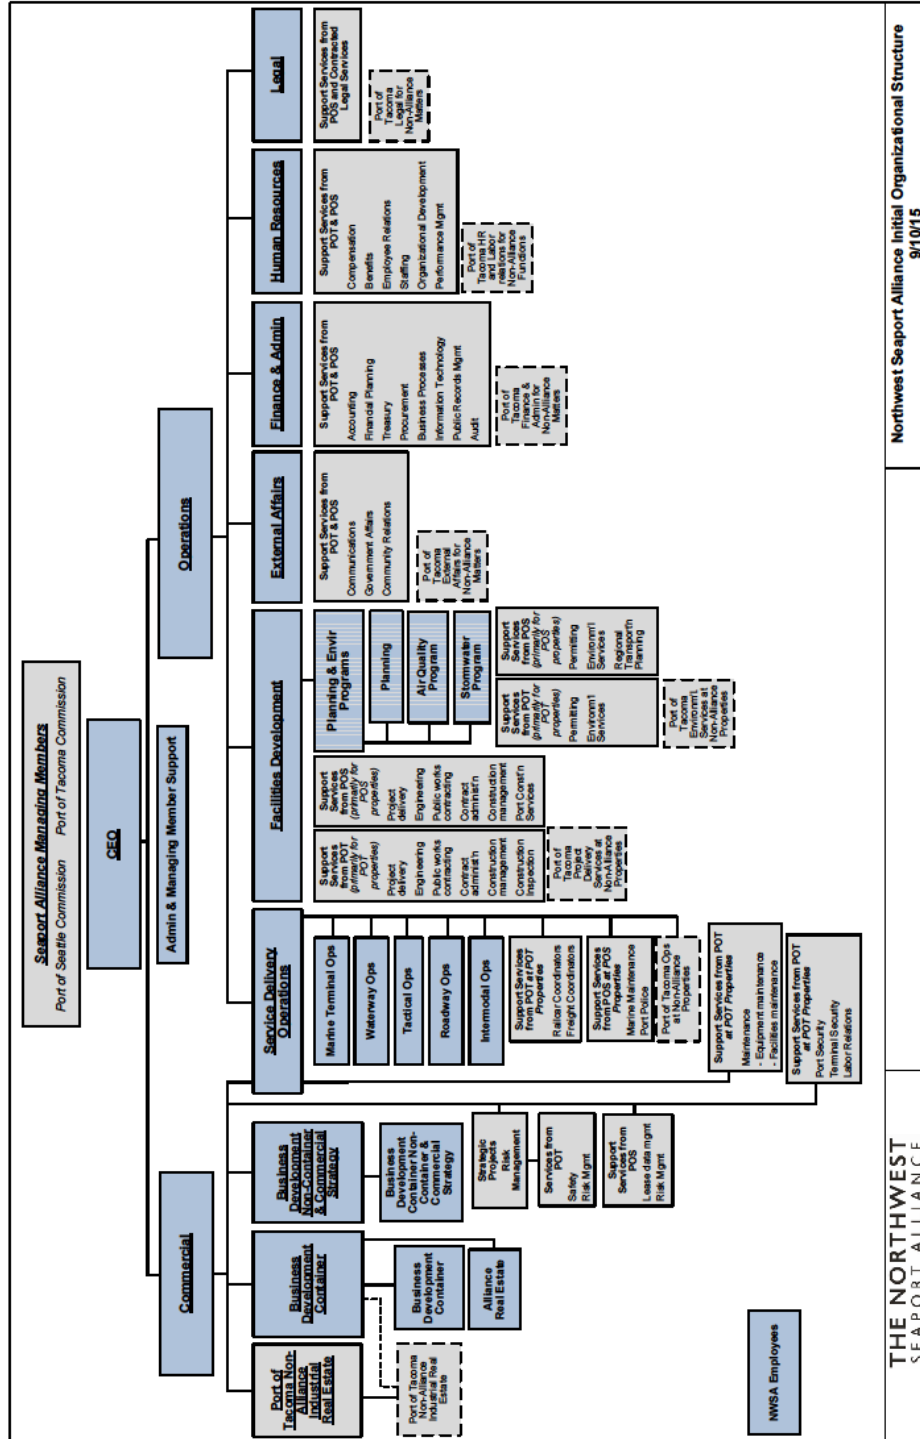 Seaport Alliance Managing Members
Port of Seattle Commission Port of Tacoma Commission
CEO
Admin & Managing Member Support
Commercial
Operations
Port of
Tacoma Non-
Alliance
Industrial
Real Estate
Port of Tacoma
Non-Alliance
Industrial Real
Estate
Business
Development
Container
Business
Development
Container
Alliance
Real Estate
Business
Development
Non-Container
& Commercial
Strategy
Business
Development
Container Non-
Container &
Commercial
Strategy
Strategic
Projects
Risk
Management
Services from
POT
Safety
Risk Mgmt
Support
Services from
POS
Lease data mgmt
Risk Mgmt
Service Delivery
Operations
Marine Terminal Ops
Waterway Ops
Tactical Ops
Roadway Ops
Intermodal Ops
Support Services
from POT at POT
Properties
Railcar Coordinators
Freight Coordinators
Support Services
from POS at POS
Properties
Marine Maintenance
Port Police
Port of Tacoma Ops
at Non-Alliance
Properties
Support Services from POT
at POT Properties
Maintenance
- Equipment maintenance
- Facilities maintenance
Support Services from POT
at POT Properties
Port Security
Terminal Security
Labor Relations
Facilities Development
Support
Services
from POT
(primarily for
POT
properties)
Project
delivery
Engineering
Public works
contracting
Contract
administ'n
Construction
management
Construction
Inspection
Port of
Tacoma
Project
Delivery
Services at
Non-Alliance
Properties
Support
Services
from POS
(primarily for
POS
properties)
Project
delivery
Engineering
Public works
contracting
Contract
administ'n
Construction
management
Port Const'n
Services
Planning & Envir
Programs
Planning
Air Quality
Program
Stormwater
Program
Support
Services
from POT
(primarily for
POT
properties)
Permitting
Environm'l
Services
Port of
Tacoma
Environm'l.
Services at
Non-Alliance
Properties
Support
Services
from POS
(primarily for
POS
properties)
Permitting
Environm'l
Services
Regional
Transport'n
Planning
External Affairs
Support Services from
POT & POS
Communications
Government Affairs
Community Relations
Port of
Tacoma
External
Affairs for
Non-Alliance
Matters
Finance & Admin
Support Services from
POT & POS
Accounting
Financial Planning
Treasury
Procurement
Business Processes
Information Technology
Public Records Mgmt
Audit
Port of
Tacoma
Finance &
Admin for
Non-Alliance
Matters
Human Resources
Support Services from
POT & POS
Compensation
Benefits
Employee Relations
Staffing
Organizational Development
Performance Mgmt
Port of
Tacoma HR
and Labor
relations for
Non-Alliance
Functions
Legal
Support Services from
POS and Contracted
Legal Services
Port of
Tacoma
Legal for
Non-Alliance
Matters
NWSA Employees
THE NORTHWEST
SEAPORT ALLIANCE
Northwest Seaport Alliance Initial Organizational Structure
9/10/15